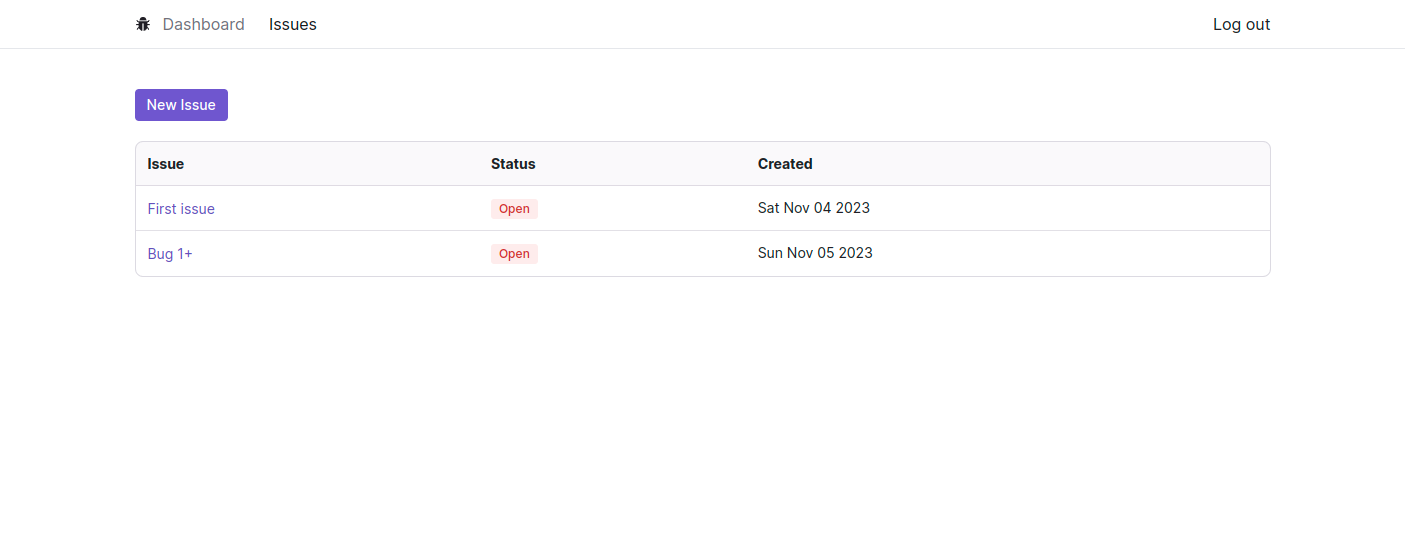 Dashboard Issues Log out
New Issue
Issue Status Created
First issue Open Sat Nov 04 2023
Bug 1+ Open Sun Nov 05 2023